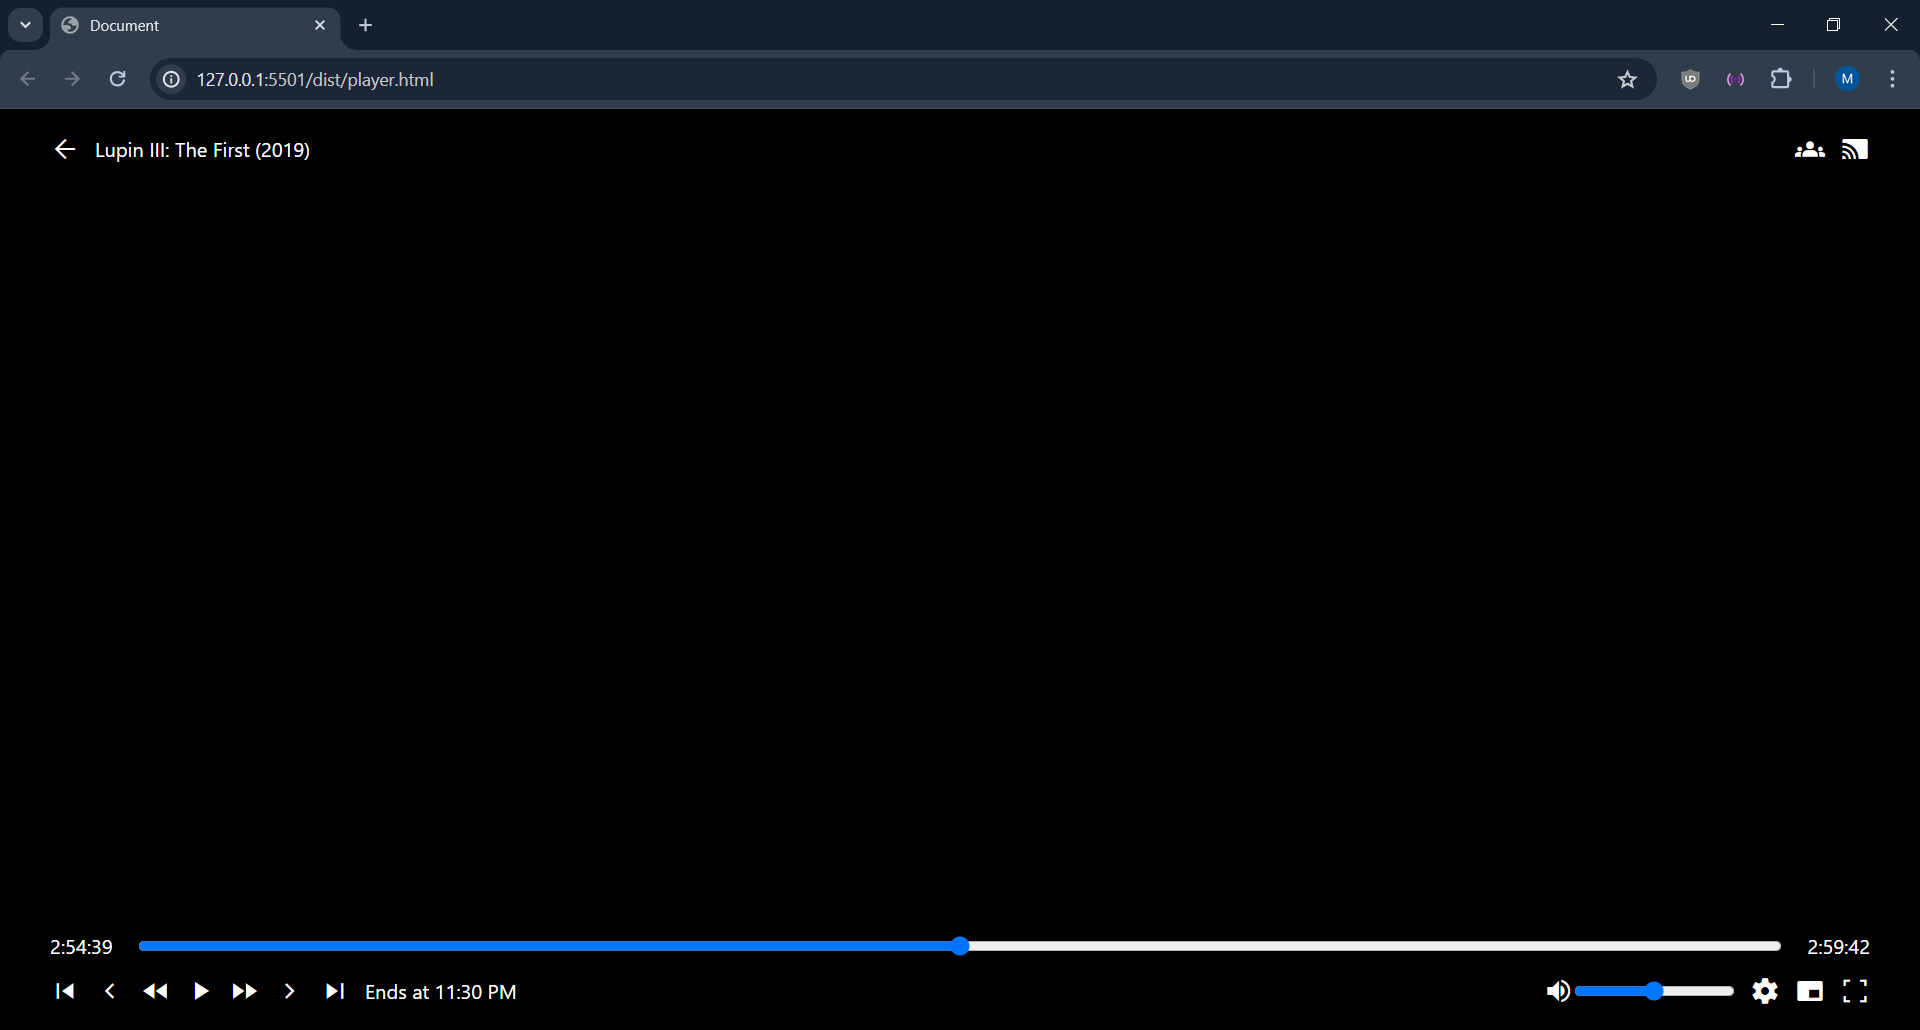 Document
127.0.0.1:5501/dist/player.html
M
Lupin III: The First (2019)
2:54:39
2:59:42
Ends at 11:30 PM